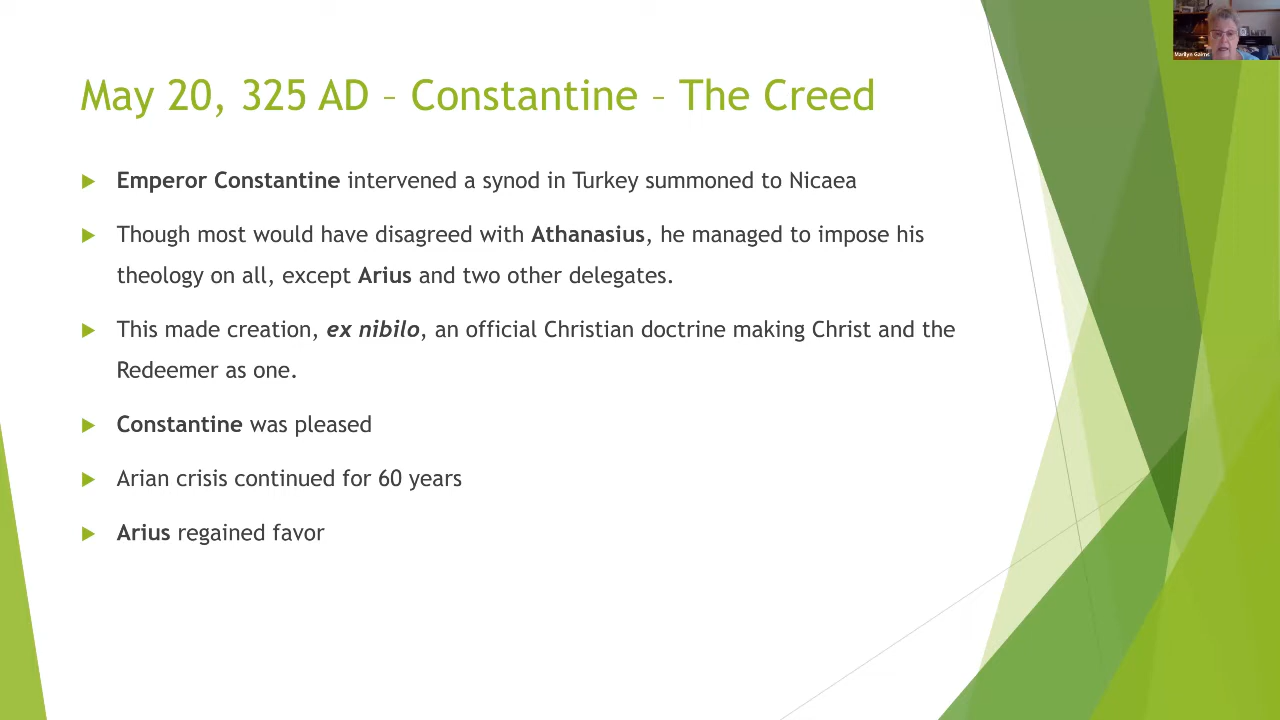 Marilyn Gairns
May 20, 325 AD – Constantine – The Creed
Emperor Constantine intervened a synod in Turkey summoned to Nicaea
Though most would have disagreed with Athanasius, he managed to impose his
theology on all, except Arius and two other delegates.
This made creation, ex nibilo, an official Christian doctrine making Christ and the
Redeemer as one.
Constantine was pleased
Arian crisis continued for 60 years
Arius regained favor